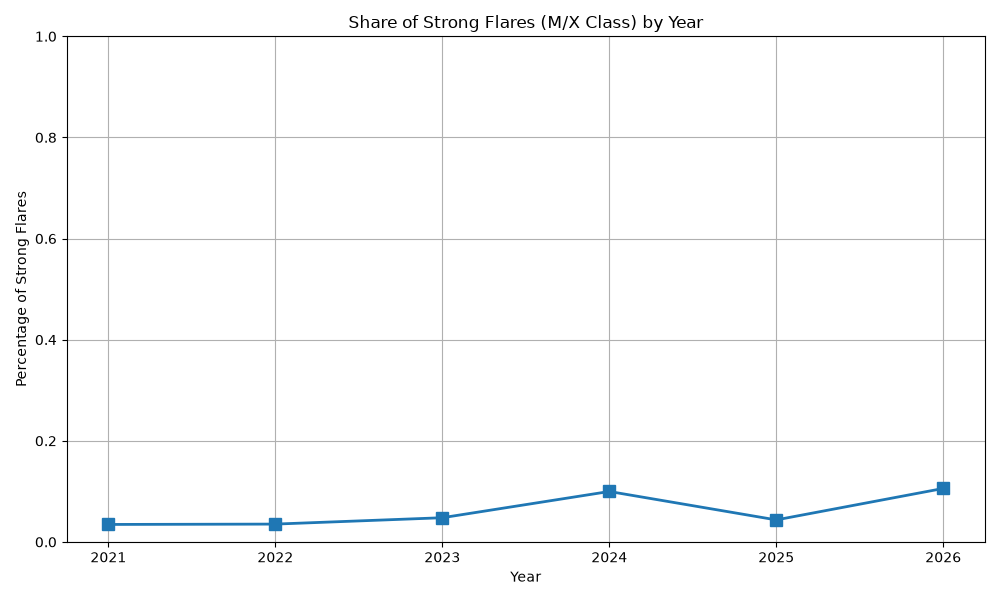 Share of Strong Flares (M/X Class) by Year
Percentage of Strong Flares
1.0
0.8
0.6
0.4
0.2
0.0
2021 2022 2023 2024 2025 2026
Year